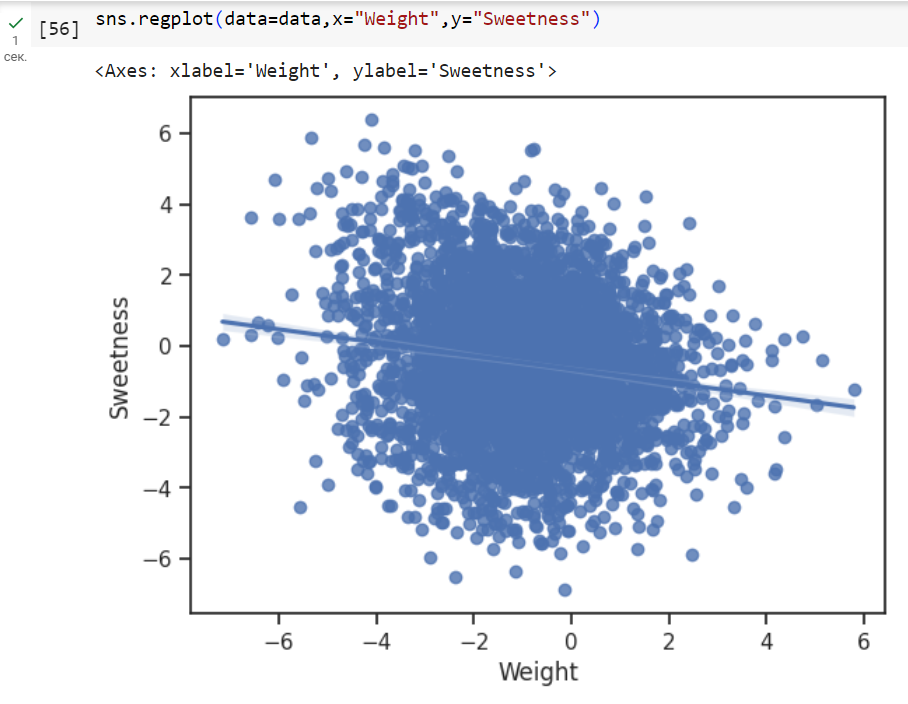 [56] sns.regplot(data=data,x="Weight",y="Sweetness")
1
сек.
<Axes: xlabel='Weight', ylabel='Sweetness'>
6
4
2
0
−2
−4
−6
Sweetness
−6 −4 −2 0 2 4 6
Weight